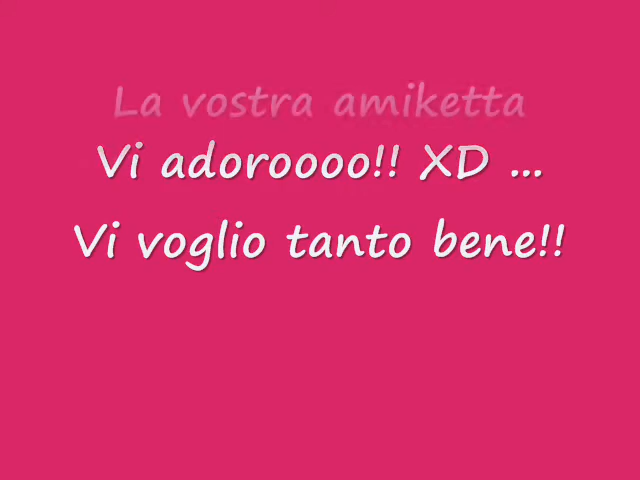 La vostra amiketta
Vi adoroooo!! XD ...
Vi voglio tanto bene!!